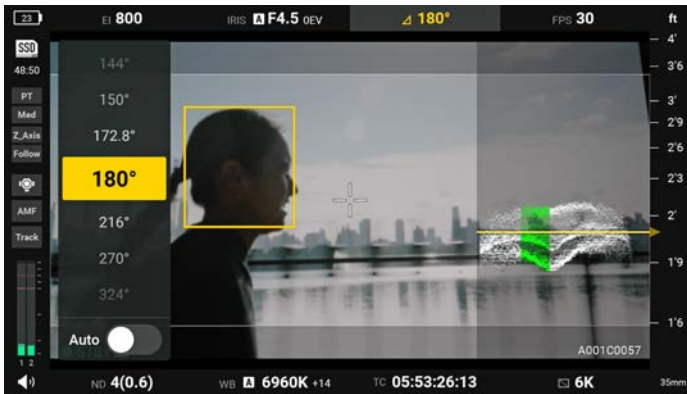 23
EI 800
IRIS A F4.5 0EV
180°
FPS 30
ft
SSD
48:50
PT
Med
Z_Axis
Follow
AMF
Track
1 2
144°
150°
172.8°
180°
216°
270°
324°
Auto
4'
3'6
3'
2'9
2'6
2'3
2'
1'9
1'6
A001C0057
ND 4(0.6)
WB A 6960K +14
TC 05:53:26:13
6K
35mm